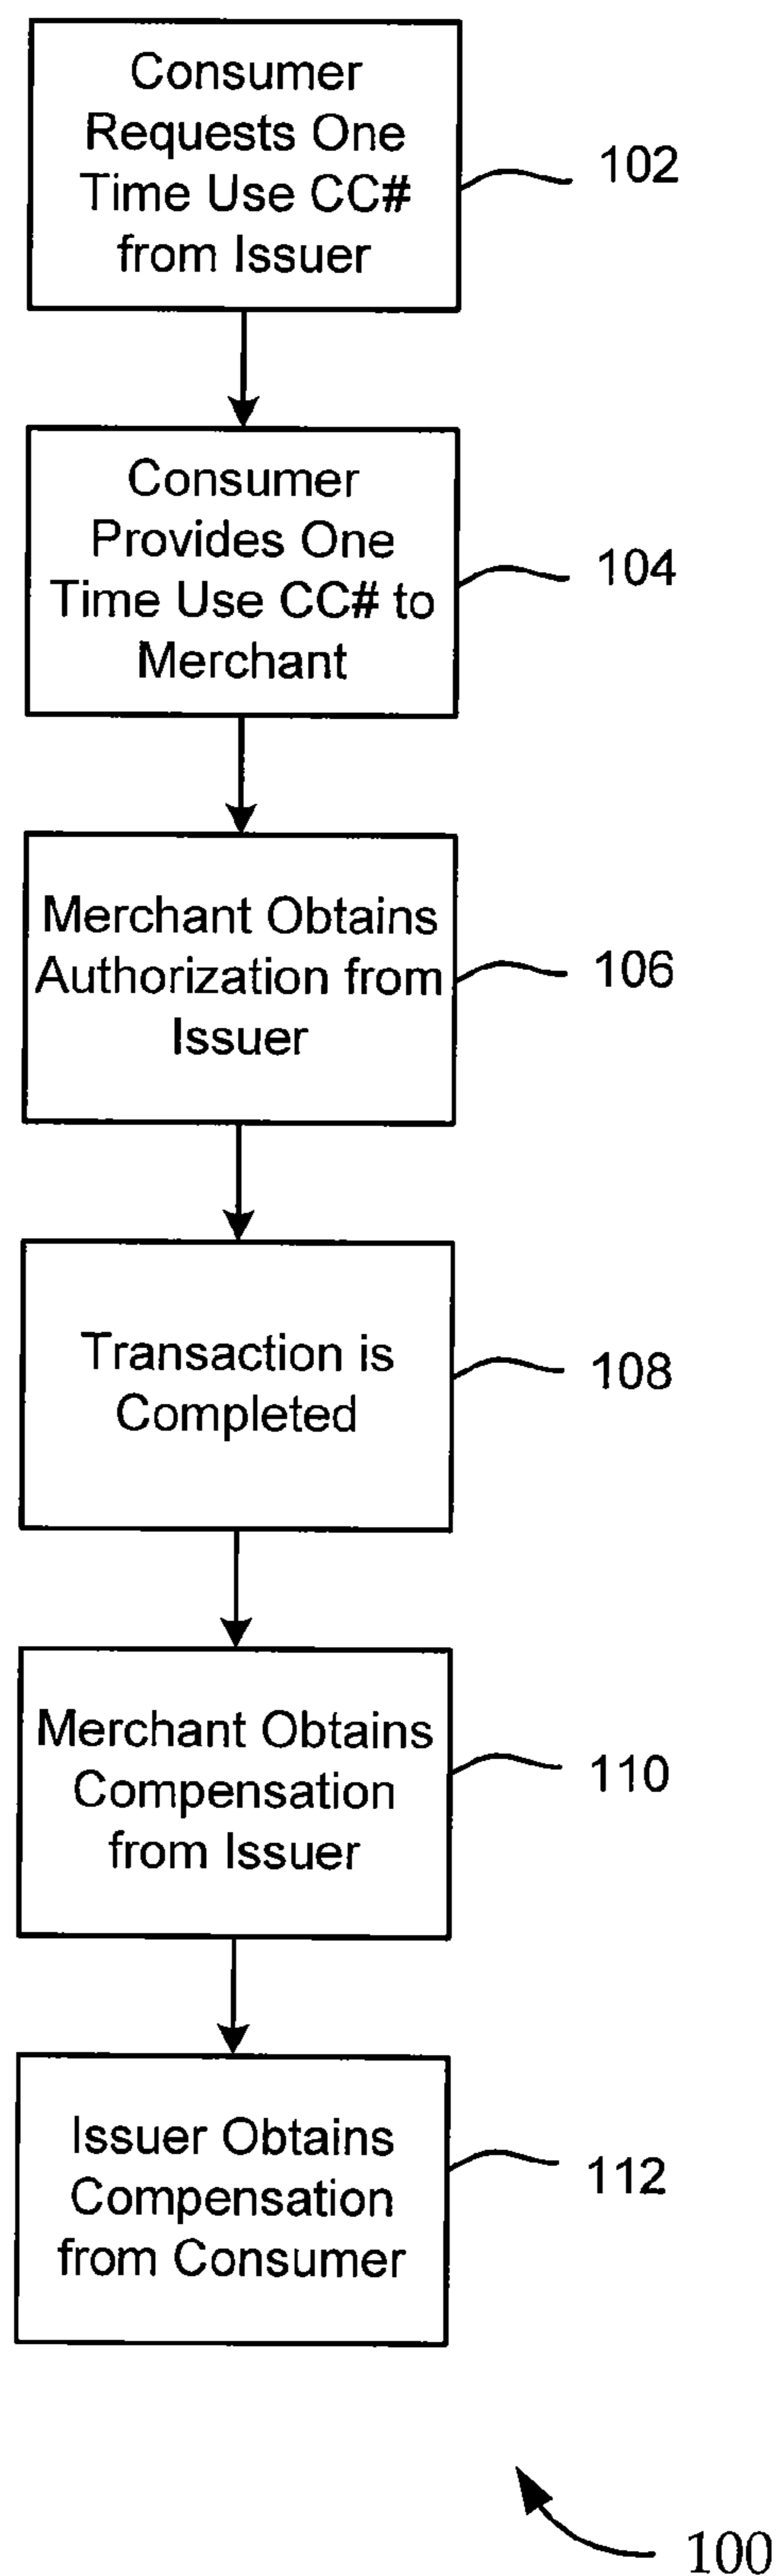 Consumer
Requests One
Time Use CC#
from Issuer
102
Consumer
Provides One
Time Use CC# to
Merchant
104
Merchant Obtains
Authorization from
Issuer
106
Transaction is
Completed
108
Merchant Obtains
Compensation
from Issuer
110
Issuer Obtains
Compensation
from Consumer
112
100